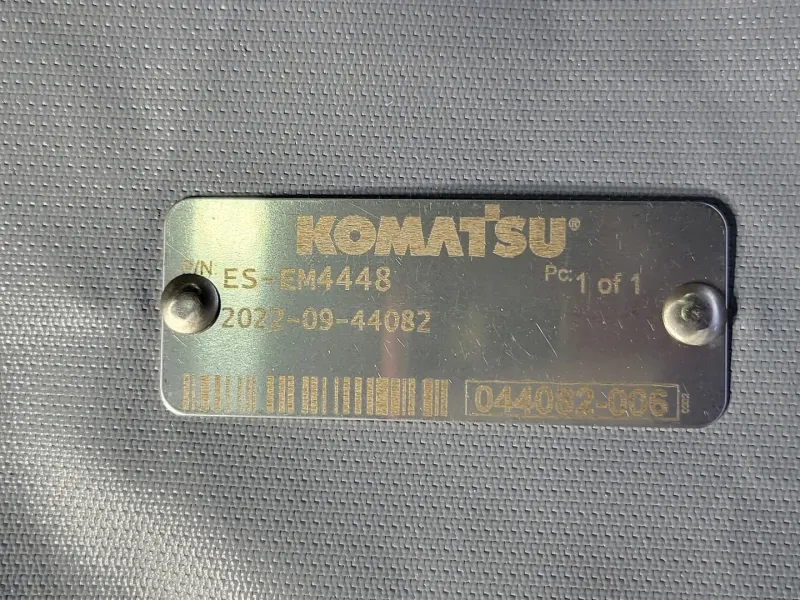 KOMATSU®
P/N ES-EM4448 Pc: 1 of 1
2022-09-44082
044082-006